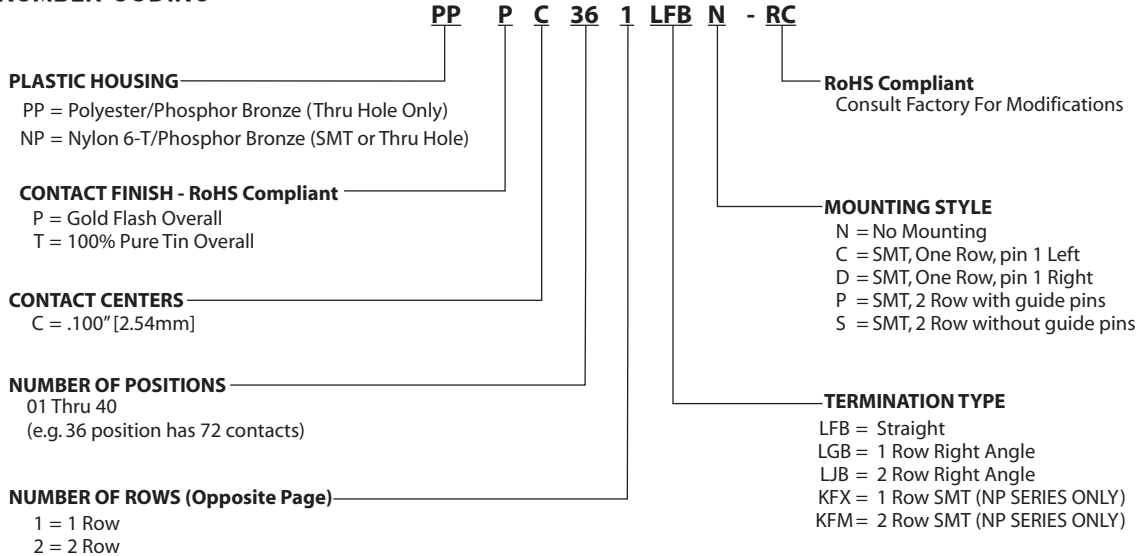 PP P C 36 1 LFB N - RC
PLASTIC HOUSING
PP = Polyester/Phosphor Bronze (Thru Hole Only)
NP = Nylon 6-T/Phosphor Bronze (SMT or Thru Hole)
CONTACT FINISH - RoHS Compliant
P = Gold Flash Overall
T = 100% Pure Tin Overall
CONTACT CENTERS
C = .100” [2.54mm]
NUMBER OF POSITIONS
01 Thru 40
(e.g. 36 position has 72 contacts)
NUMBER OF ROWS (Opposite Page)
1 = 1 Row
2 = 2 Row
RoHS Compliant
Consult Factory For Modifications
MOUNTING STYLE
N = No Mounting
C = SMT, One Row, pin 1 Left
D = SMT, One Row, pin 1 Right
P = SMT, 2 Row with guide pins
S = SMT, 2 Row without guide pins
TERMINATION TYPE
LFB = Straight
LGB = 1 Row Right Angle
LJB = 2 Row Right Angle
KFX = 1 Row SMT (NP SERIES ONLY)
KFM = 2 Row SMT (NP SERIES ONLY)